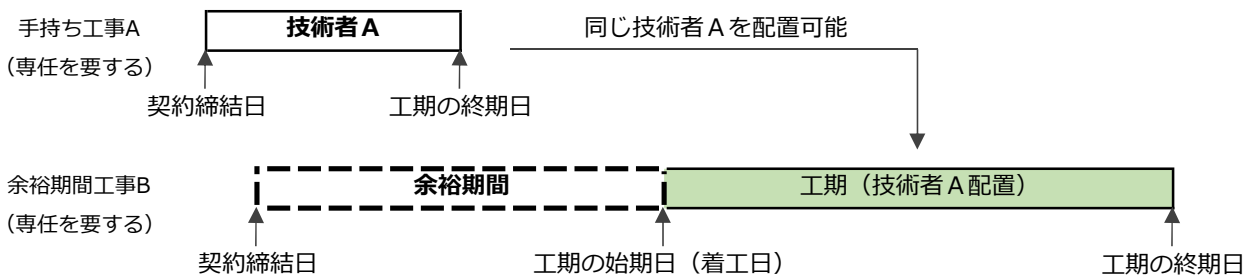 手持ち工事A
（専任を要する）
技術者A
同じ技術者Aを配置可能
契約締結日
工期の終期日
余裕期間工事B
（専任を要する）
余裕期間
工期（技術者A配置）
契約締結日
工期の始期日（着工日）
工期の終期日